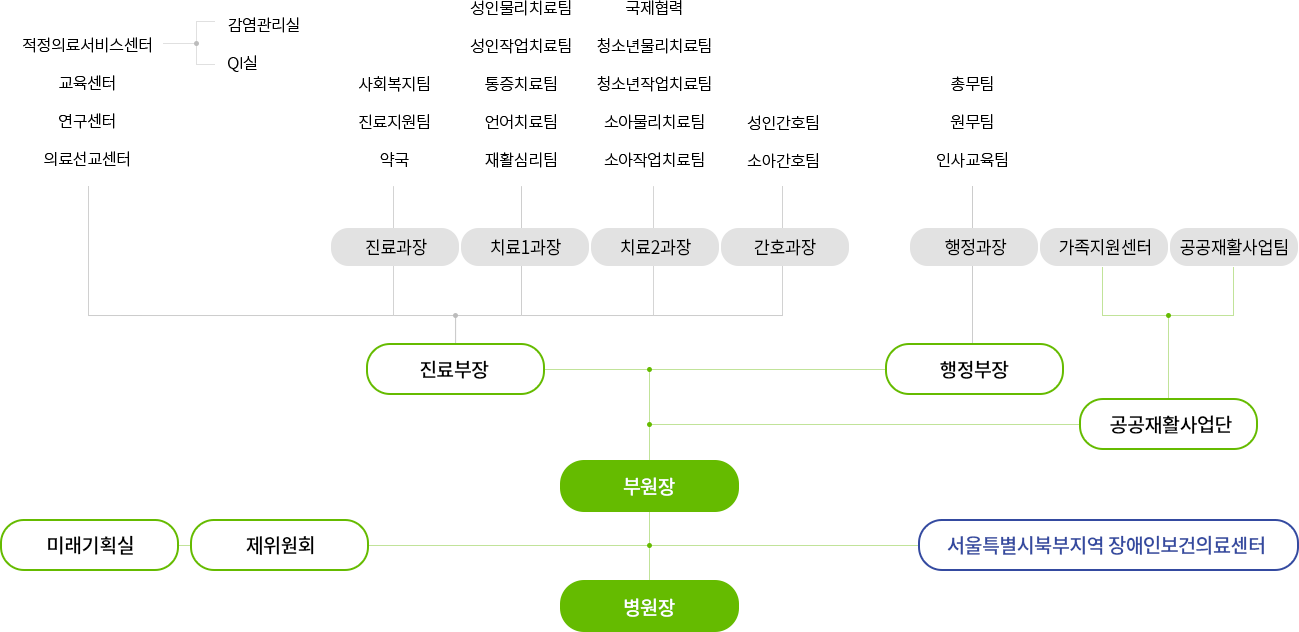 성인물리치료팀
국제협력
감염관리실
적정의료서비스센터
성인작업치료팀
청소년물리치료팀
QI실
교육센터
사회복지팀
통증치료팀
청소년작업치료팀
총무팀
연구센터
진료지원팀
언어치료팀
소아물리치료팀
성인간호팀
원무팀
의료선교센터
약국
재활심리팀
소아작업치료팀
소아간호팀
인사교육팀
진료과장
치료1과장
치료2과장
간호과장
행정과장
가족지원센터
공공재활사업팀
진료부장
행정부장
공공재활사업단
부원장
미래기획실
제위원회
서울특별시북부지역 장애인보건의료센터
병원장